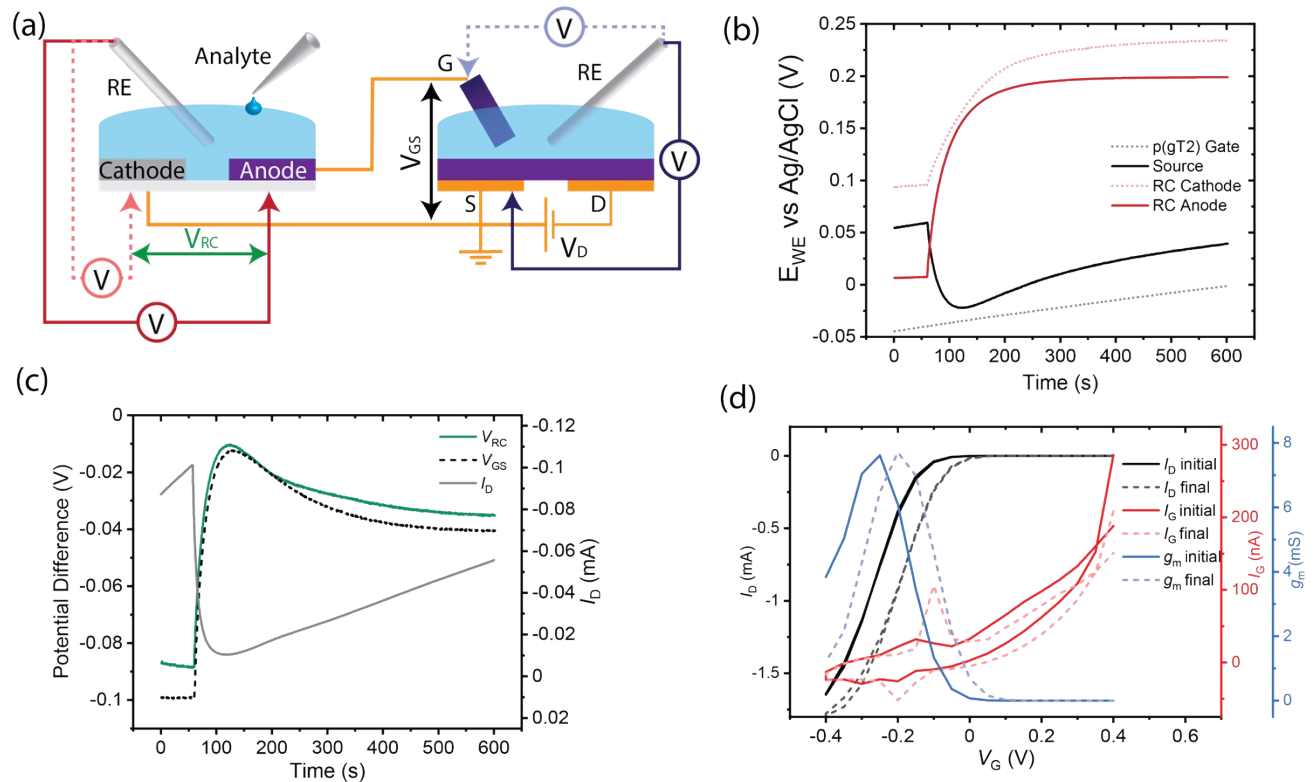 (a)
V
Analyte
RE
G
RE
Cathode
Anode
V_GS
V
S
D
V_RC
V_D
V
V
(b)
E_WE vs Ag/AgCl (V)
0.25
0.20
0.15
0.10
0.05
0
-0.05
p(gT2) Gate
Source
RC Cathode
RC Anode
0 100 200 300 400 500 600
Time (s)
(c)
Potential Difference (V)
0
-0.02
-0.04
-0.06
-0.08
-0.1
V_RC
V_GS
I_D
-0.12
-0.10
-0.08
-0.06
-0.04
-0.02
0
0.02
I_D (mA)
0 100 200 300 400 500 600
Time (s)
(d)
I_D (mA)
0
-0.5
-1.0
-1.5
I_D initial
I_D final
I_G initial
I_G final
g_m initial
g_m final
300
250
200
100
0
I_G (nA)
8
6
4
2
0
g_m (mS)
-0.4 -0.2 0 0.2 0.4 0.6
V_G (V)